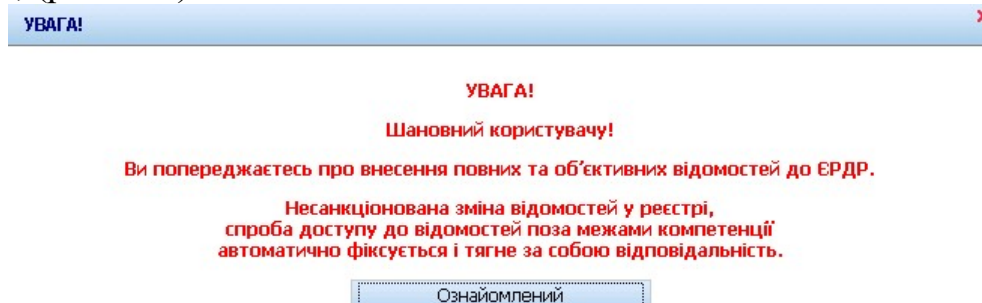 УВАГА!
УВАГА!
Шановний користувачу!
Ви попереджаєтесь про внесення повних та об'єктивних відомостей до ЄРДР.
Несанкціонована зміна відомостей у реєстрі,
спроба доступу до відомостей поза межами компетенції
автоматично фіксується і тягне за собою відповідальність.
Ознайомлений